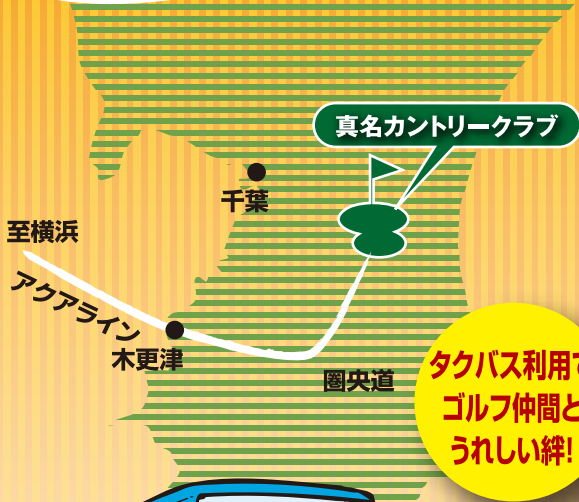 真名カントリークラブ
千葉
至横浜
アクアライン
木更津
圏央道
タクバス利用で
ゴルフ仲間と
うれしい絆!